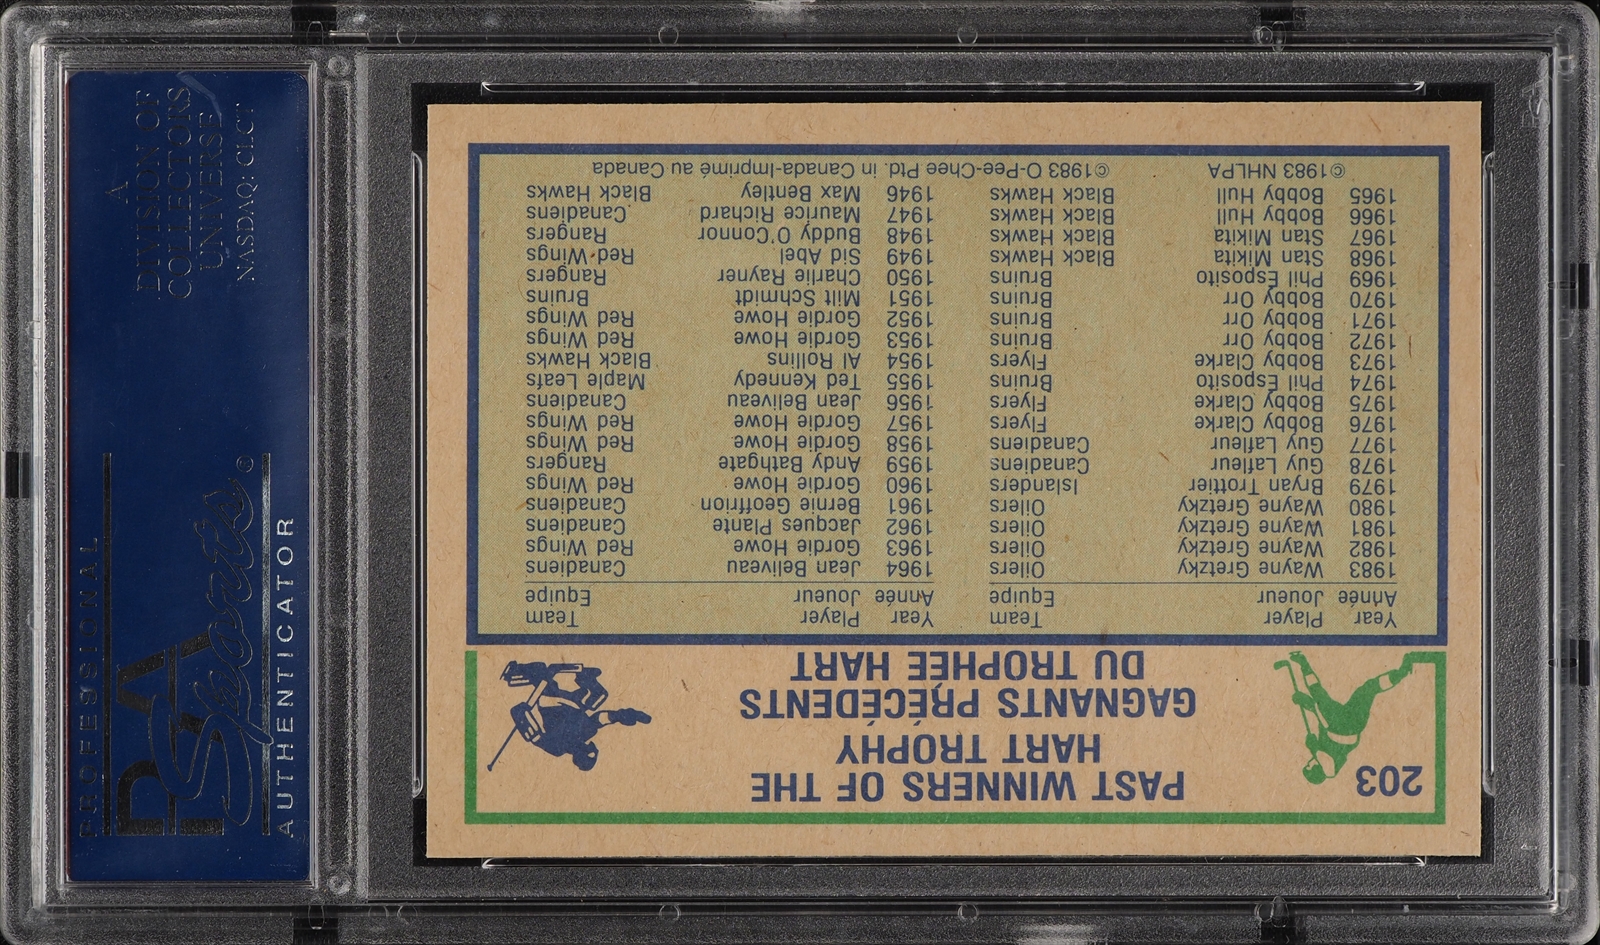 203
PAST WINNERS OF THE
HART TROPHY
GAGNANTS PRÉCÉDENTS
DU TROPHÉE HART
Year Player Team Year Player Team
Année Joueur Equipe Année Joueur Equipe
1983 Wayne Gretzky Oilers 1964 Jean Beliveau Canadiens
1982 Wayne Gretzky Oilers 1963 Gordie Howe Red Wings
1981 Wayne Gretzky Oilers 1962 Jacques Plante Canadiens
1980 Wayne Gretzky Oilers 1961 Bernie Geoffrion Canadiens
1979 Bryan Trottier Islanders 1960 Gordie Howe Red Wings
1978 Guy Lafleur Canadiens 1959 Andy Bathgate Rangers
1977 Guy Lafleur Canadiens 1958 Gordie Howe Red Wings
1976 Bobby Clarke Flyers 1957 Gordie Howe Red Wings
1975 Bobby Clarke Flyers 1956 Jean Beliveau Canadiens
1974 Phil Esposito Bruins 1955 Ted Kennedy Maple Leafs
1973 Bobby Clarke Flyers 1954 Al Rollins Black Hawks
1972 Bobby Orr Bruins 1953 Gordie Howe Red Wings
1971 Bobby Orr Bruins 1952 Gordie Howe Red Wings
1970 Bobby Orr Bruins 1951 Milt Schmidt Bruins
1969 Phil Esposito Bruins 1950 Charlie Rayner Rangers
1968 Stan Mikita Black Hawks 1949 Sid Abel Red Wings
1967 Stan Mikita Black Hawks 1948 Buddy O'Connor Rangers
1966 Bobby Hull Black Hawks 1947 Maurice Richard Canadiens
1965 Bobby Hull Black Hawks 1946 Max Bentley Black Hawks
©1983 NHLPA ©1983 O-Pee-Chee Ptd. in Canada-Imprimé au Canada
PROFESSIONAL
PSA
Sports®
AUTHENTICATOR
A
DIVISION OF
COLLECTORS
UNIVERSE
NASDAQ: CLCT